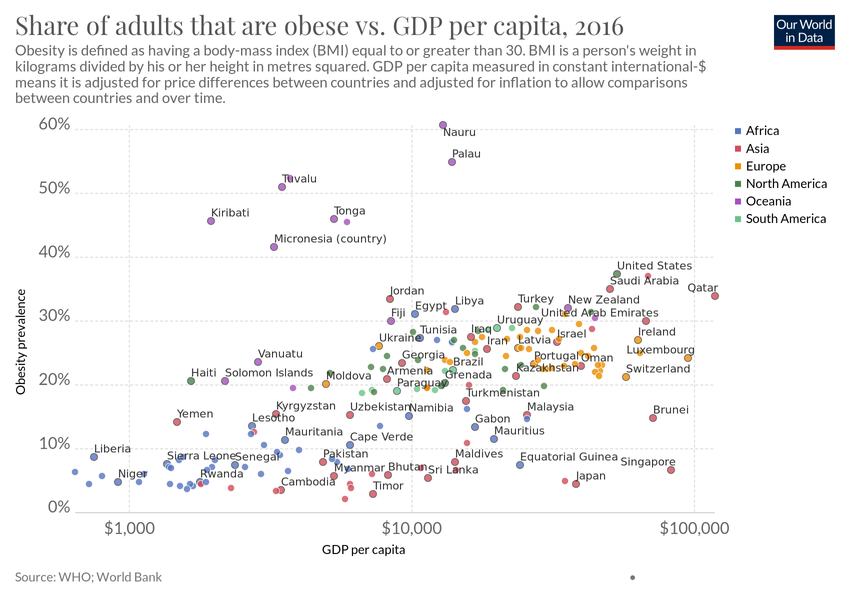 Share of adults that are obese vs. GDP per capita, 2016
Our World
in Data
Obesity is defined as having a body-mass index (BMI) equal to or greater than 30. BMI is a person's weight in
kilograms divided by his or her height in metres squared. GDP per capita measured in constant international-$
means it is adjusted for price differences between countries and adjusted for inflation to allow comparisons
between countries and over time.
60%
Nauru
Africa
Palau
Asia
Europe
Tuvalu
North America
50%
Oceania
Kiribati
Tonga
South America
Micronesia (country)
40%
United States
Saudi Arabia
Jordan
Qatar
Egypt
Libya
Turkey
New Zealand
30%
Fiji
Uruguay
United Arab Emirates
Tunisia
Iraq
Ukraine
Iran
Latvia
Israel
Ireland
Vanuatu
Georgia
Portugal
Oman
Luxembourg
Haiti
Solomon Islands
Moldova
Armenia
Brazil
Kazakhstan
Switzerland
20%
Paraguay
Grenada
Turkmenistan
Yemen
Kyrgyzstan
Uzbekistan
Namibia
Malaysia
Brunei
Lesotho
Gabon
Mauritania
Cape Verde
Mauritius
10%
Liberia
Sierra Leone
Senegal
Pakistan
Maldives
Equatorial Guinea
Singapore
Niger
Rwanda
Myanmar
Bhutan
Sri Lanka
Cambodia
Timor
Japan
0%
$1,000
$10,000
$100,000
GDP per capita
Obesity prevalence
Source: WHO; World Bank